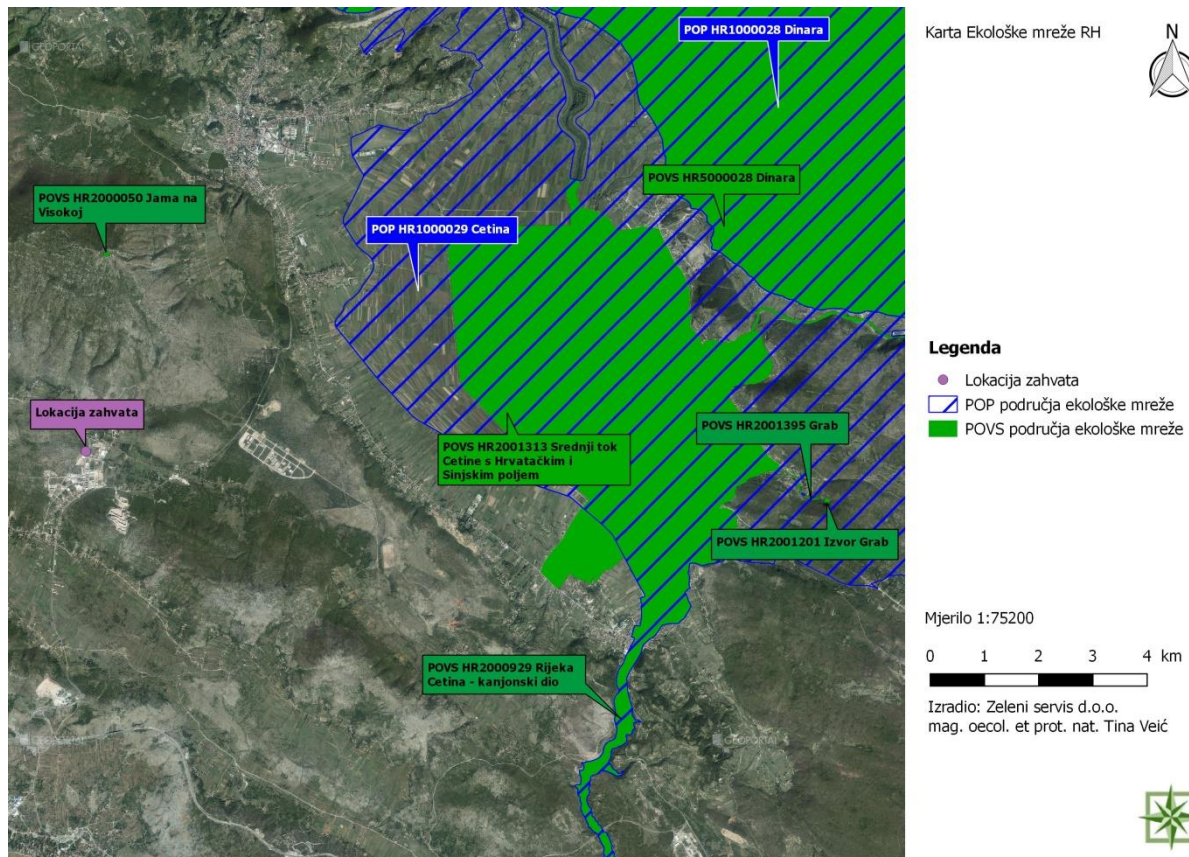 GEOPORTAL
POP HR1000028 Dinara
POVS HR5000028 Dinara
POVS HR2000050 Jama na
Visokoj
POP HR1000029 Cetina
Lokacija zahvata
POVS HR2001313 Srednji tok
Cetine s Hrvatačkim i
Sinjskim poljem
POVS HR2001395 Grab
POVS HR2001201 Izvor Grab
POVS HR2000929 Rijeka
Cetina - kanjonski dio
GEOPORTAL
GEOPORTAL
Karta Ekološke mreže RH
N
Legenda
Lokacija zahvata
POP područja ekološke mreže
POVS područja ekološke mreže
Mjerilo 1:75200
0 1 2 3 4 km
Izradio: Zeleni servis d.o.o.
mag. oecol. et prot. nat. Tina Veić